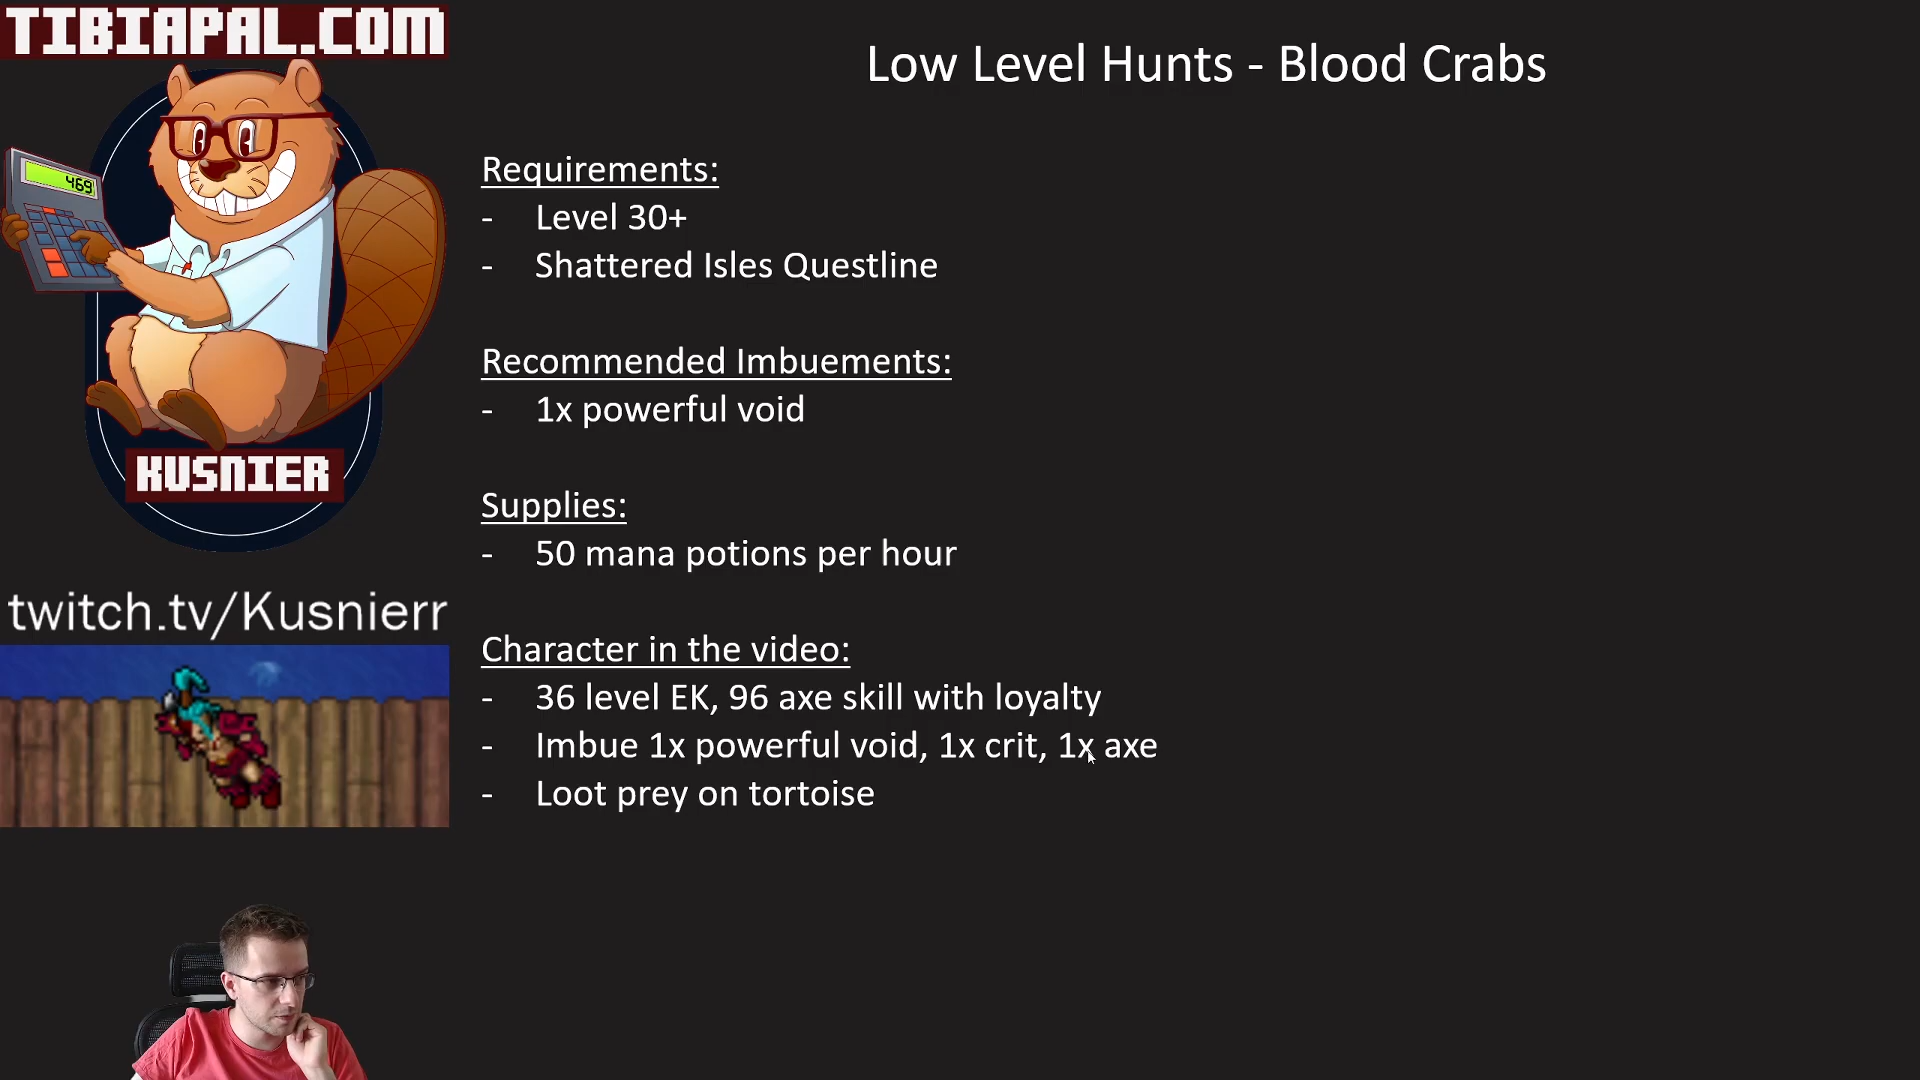 TIBIAPAL.COM
Low Level Hunts - Blood Crabs
469
KUSNIER
twitch.tv/Kusnierr
Requirements:
- Level 30+
- Shattered Isles Questline
Recommended Imbuements:
- 1x powerful void
Supplies:
- 50 mana potions per hour
Character in the video:
- 36 level EK, 96 axe skill with loyalty
- Imbue 1x powerful void, 1x crit, 1x axe
- Loot prey on tortoise